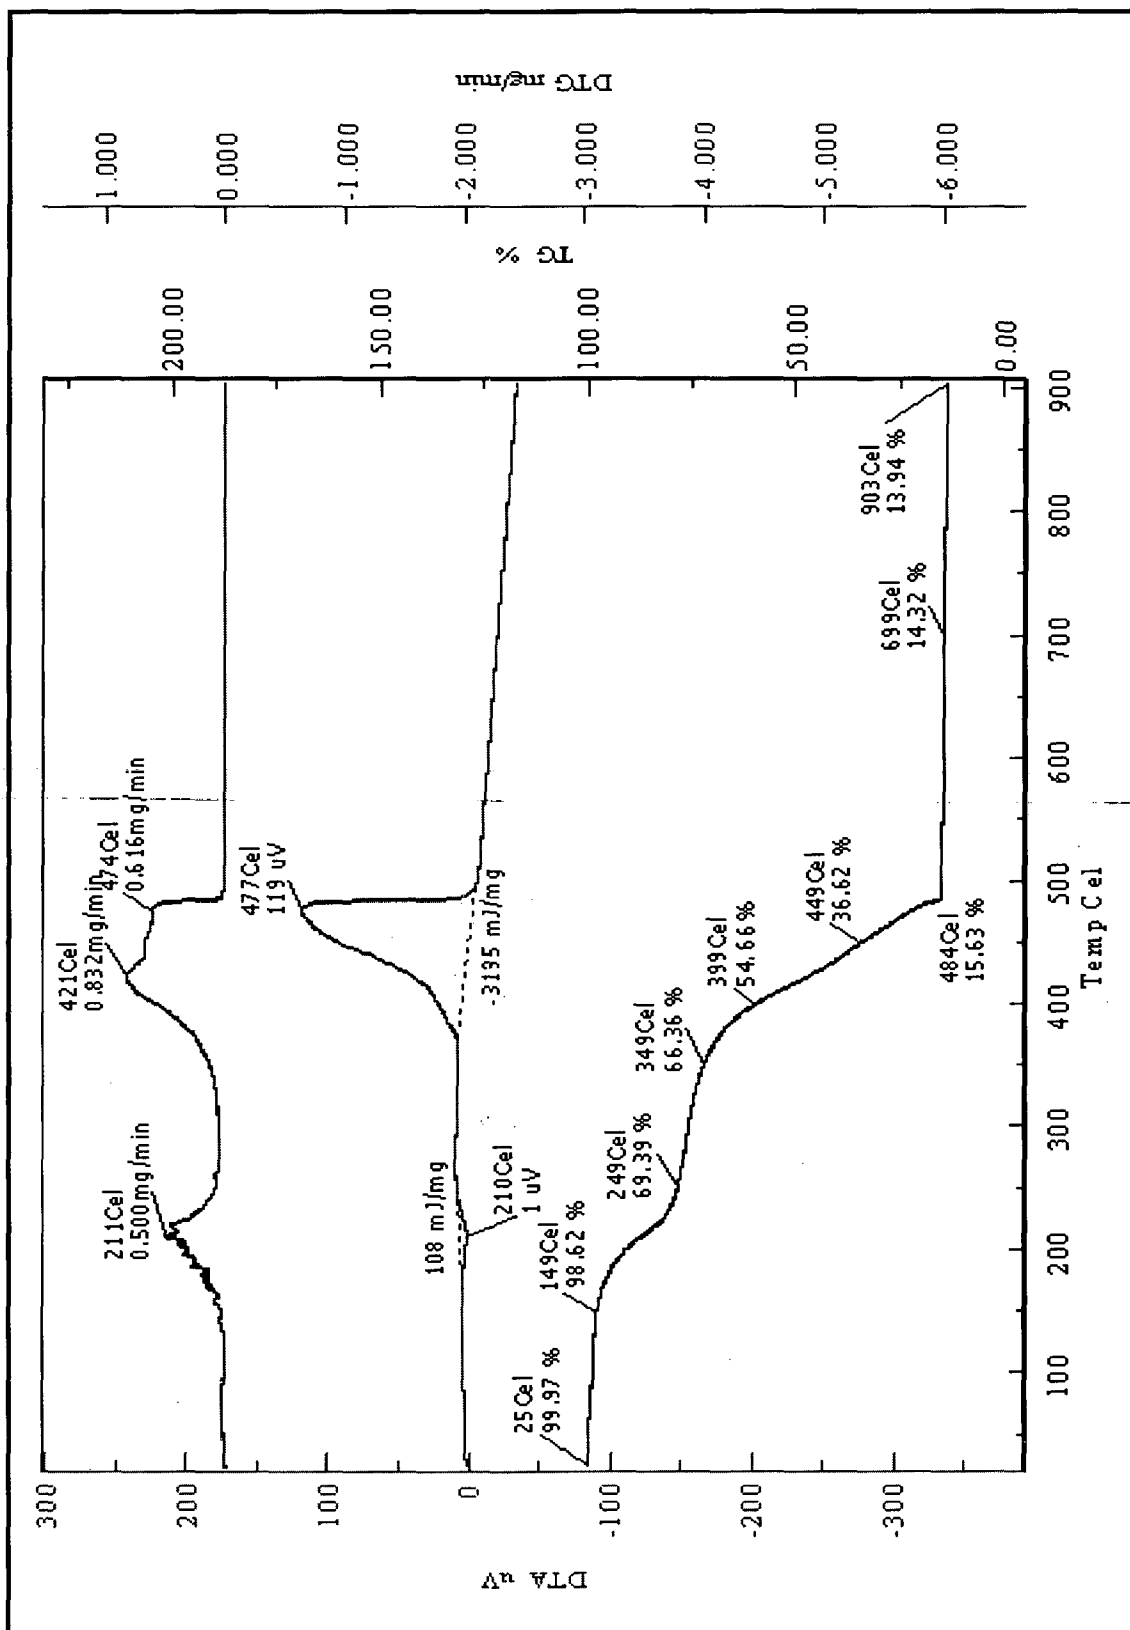 DTG mg/min
1.000
0.000
-1.000
-2.000
-3.000
-4.000
-5.000
-6.000
TG %
200.00
150.00
100.00
50.00
0.00
DTA uV
300
200
100
0
-100
-200
-300
Temp Cel
100
200
300
400
500
600
700
800
900
211Cel
0.500mg/min
421Cel
0.832mg/min
474Cel
0.616mg/min
108 mJ/mg
210Cel
1 uV
477Cel
119 uV
-3195 mJ/mg
25Cel
99.97 %
149Cel
98.62 %
249Cel
69.39 %
349Cel
66.36 %
399Cel
54.66 %
449Cel
36.62 %
484Cel
15.63 %
699Cel
14.32 %
903Cel
13.94 %